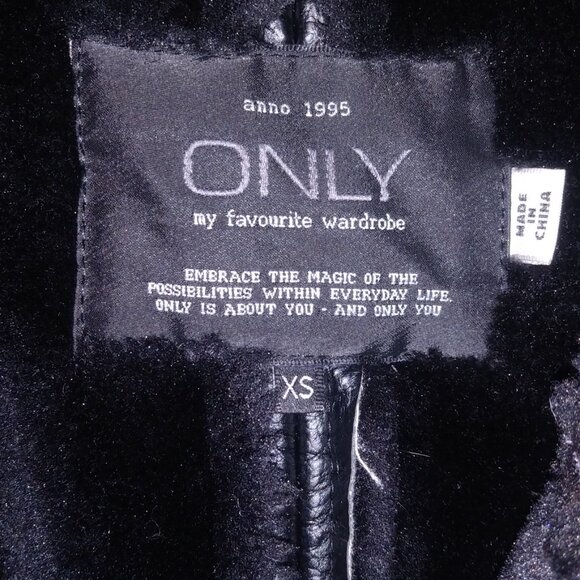 anno 1995
ONLY
my favourite wardrobe
EMBRACE THE MAGIC OF THE
POSSIBILITIES WITHIN EVERYDAY LIFE.
ONLY IS ABOUT YOU - AND ONLY YOU
MADE
IN
CHINA
XS